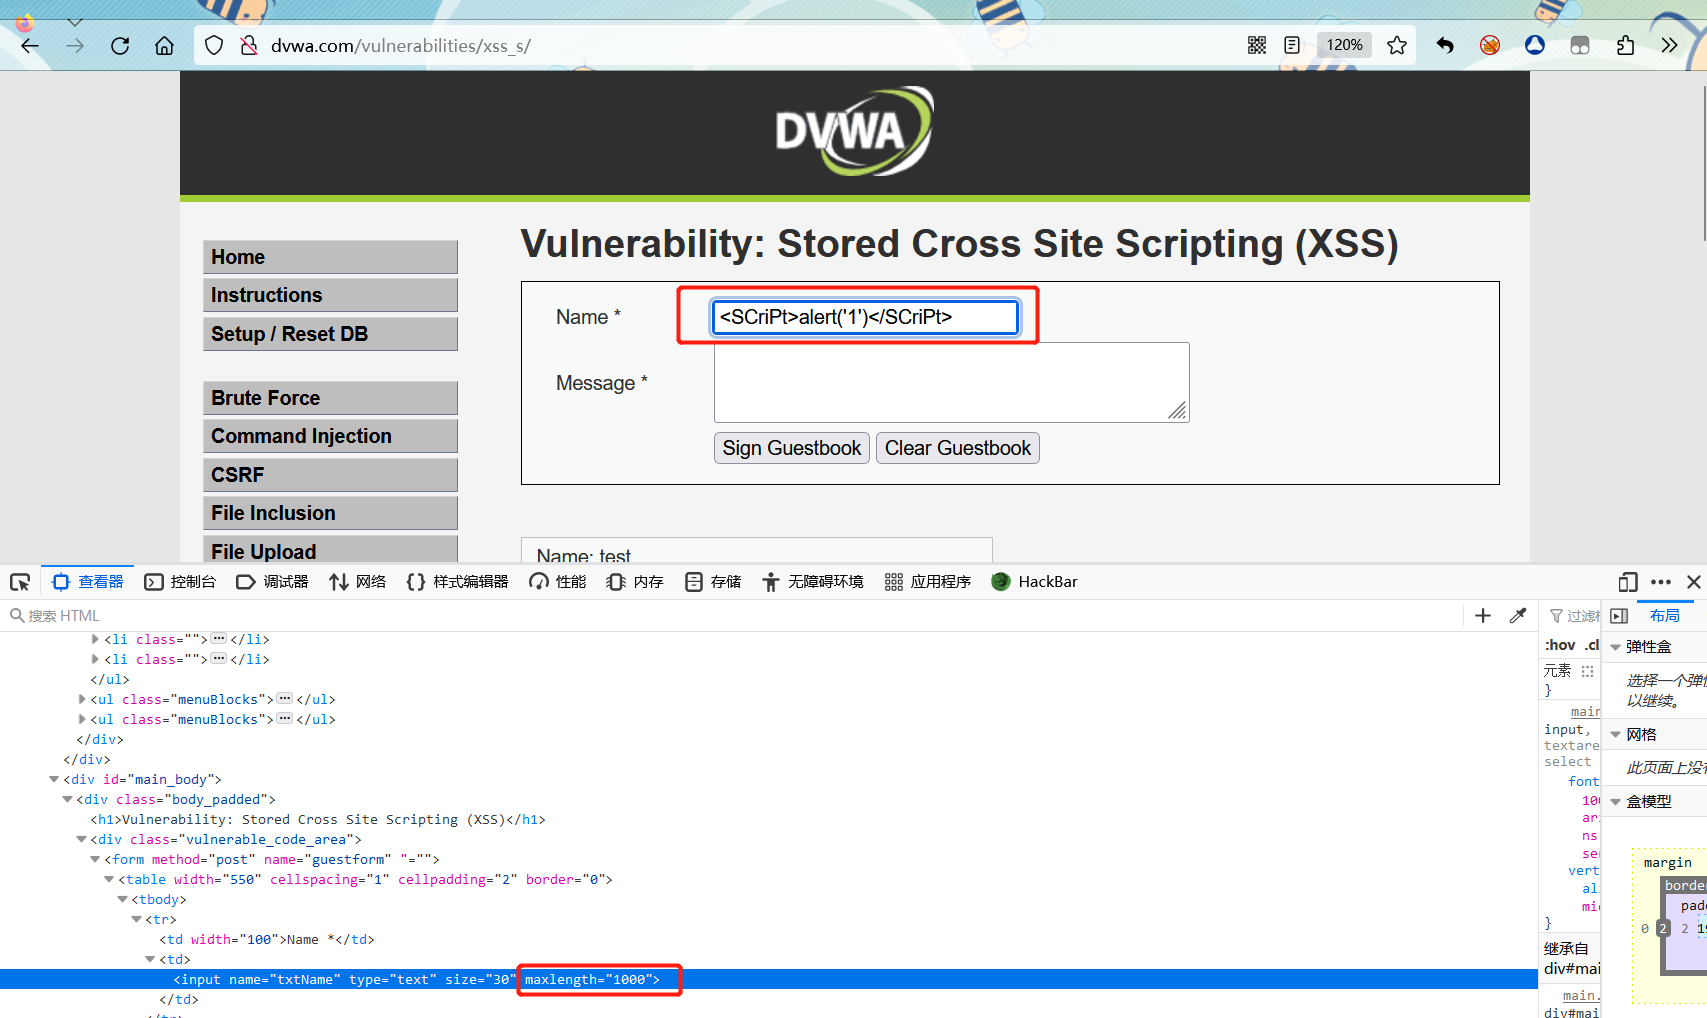 dvwa.com/vulnerabilities/xss_s/
120%
DVWA
Home
Instructions
Setup / Reset DB
Brute Force
Command Injection
CSRF
File Inclusion
File Upload
Vulnerability: Stored Cross Site Scripting (XSS)
Name *
<SCriPt>alert('1')</SCriPt>
Message *
Sign Guestbook
Clear Guestbook
Name: test
查看器 控制台 调试器 网络 {} 样式编辑器 性能 内存 存储 无障碍环境 应用程序 HackBar
搜索 HTML
<li class="">···</li>
<li class="">···</li>
</ul>
<ul class="menuBlocks">···</ul>
<ul class="menuBlocks">···</ul>
</div>
</div>
<div id="main_body">
<div class="body_padded">
<h1>Vulnerability: Stored Cross Site Scripting (XSS)</h1>
<div class="vulnerable_code_area">
<form method="post" name="guestform" "="">
<table width="550" cellspacing="1" cellpadding="2" border="0">
<tbody>
<tr>
<td width="100">Name *</td>
<td>
<input name="txtName" type="text" size="30" maxlength="1000">
</td>
</tr>
过滤
:hov .cl
元素
}
main
input,
textare
select
font
100
ar
ns
se
vert
al
mi
}
继承自
div#mai
main.
div#mai
布局
弹性盒
选择一个弹
以继续。
网格
此页面上没
盒模型
margin
borde
pad
0 2 2 19